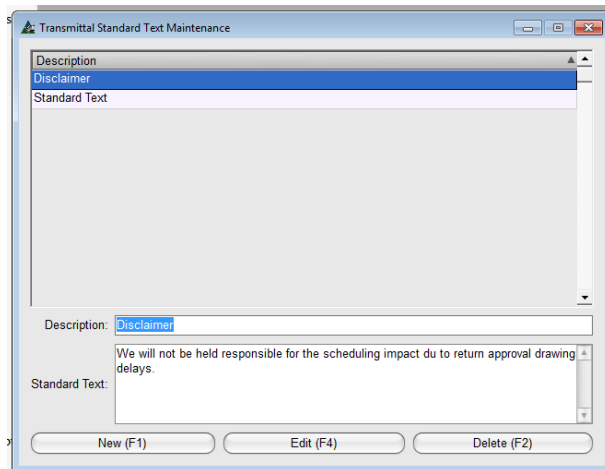 Transmittal Standard Text Maintenance
Description
Disclaimer
Standard Text
Description: Disclaimer
We will not be held responsible for the scheduling impact du to return approval drawing
delays.
Standard Text:
New (F1) Edit (F4) Delete (F2)